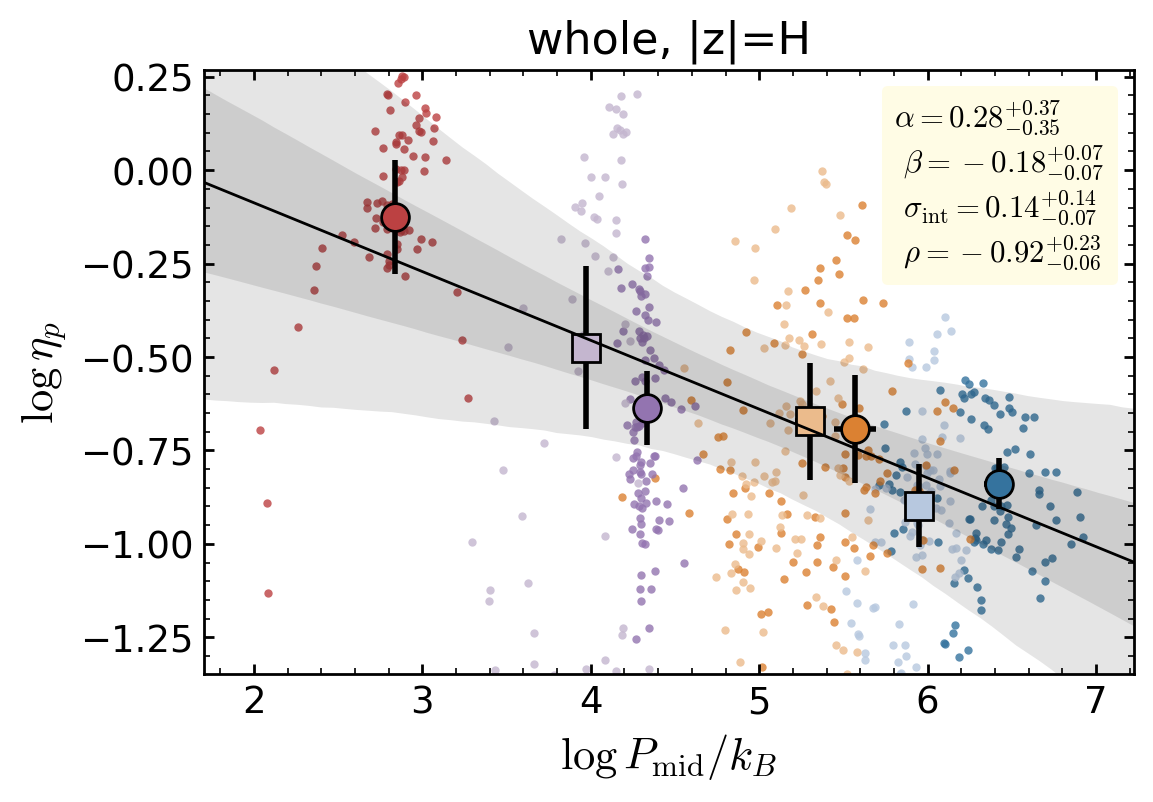 whole, |z|=H
α = 0.28^{+0.37}_{−0.35}
β = −0.18^{+0.07}_{−0.07}
σ_int = 0.14^{+0.14}_{−0.07}
ρ = −0.92^{+0.23}_{−0.06}
0.25
0.00
−0.25
−0.50
−0.75
−1.00
−1.25
log η_p
2 3 4 5 6 7
log P_mid/k_B